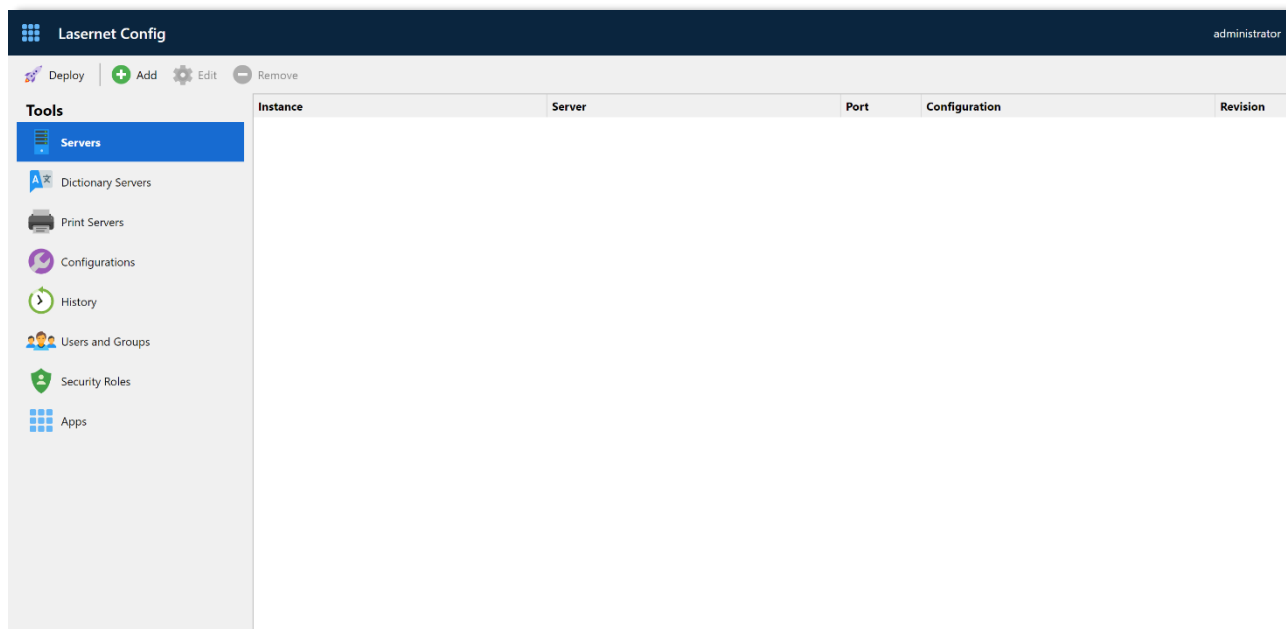 Lasernet Config
administrator
Deploy Add Edit Remove
Tools
Instance Server Port Configuration Revision
Servers
Dictionary Servers
Print Servers
Configurations
History
Users and Groups
Security Roles
Apps